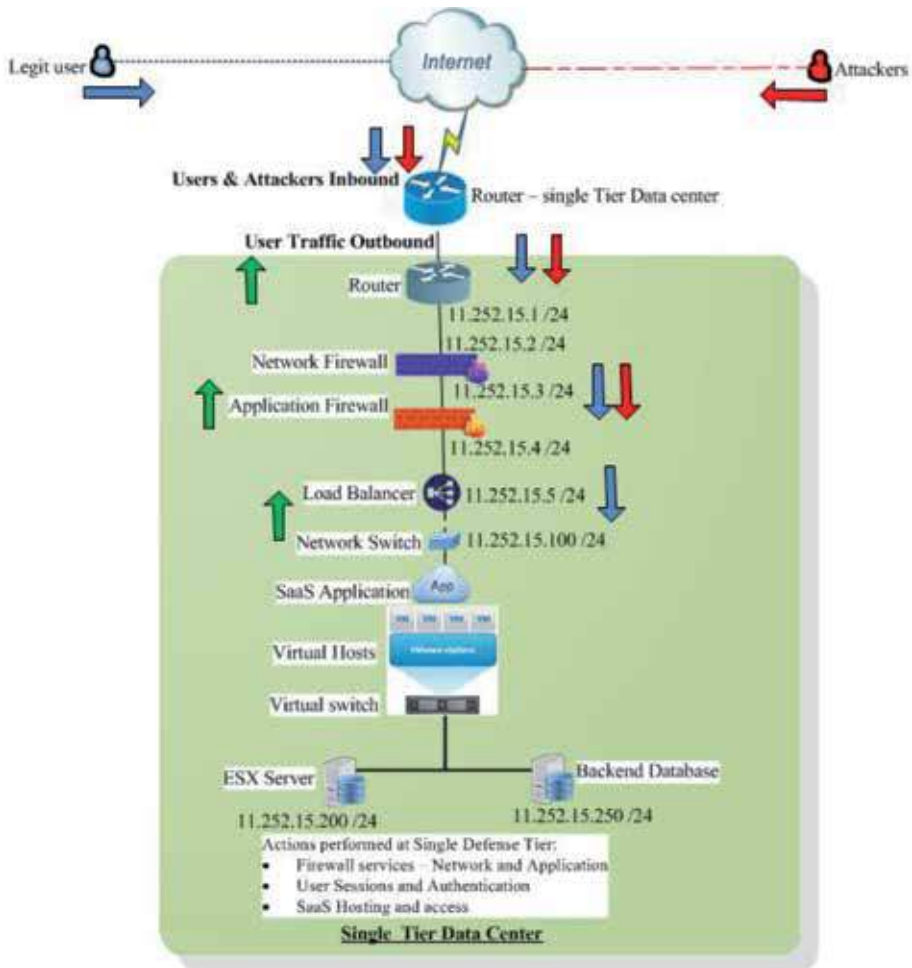 Internet
Legit user
Attackers
Users & Attackers Inbound
Router – single Tier Data center
User Traffic Outbound
Router
11.252.15.1 /24
11.252.15.2 /24
Network Firewall
11.252.15.3 /24
Application Firewall
11.252.15.4 /24
Load Balancer
11.252.15.5 /24
Network Switch
11.252.15.100 /24
SaaS Application
App
VM VM VM VM
Virtual Hosts
Virtual switch
ESX Server
Backend Database
11.252.15.200 /24
11.252.15.250 /24
Actions performed at Single Defense Tier:
• Firewall services – Network and Application
• User Sessions and Authentication
• SaaS Hosting and access
Single Tier Data Center